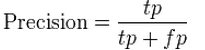 Precision = tp / (tp + fp)